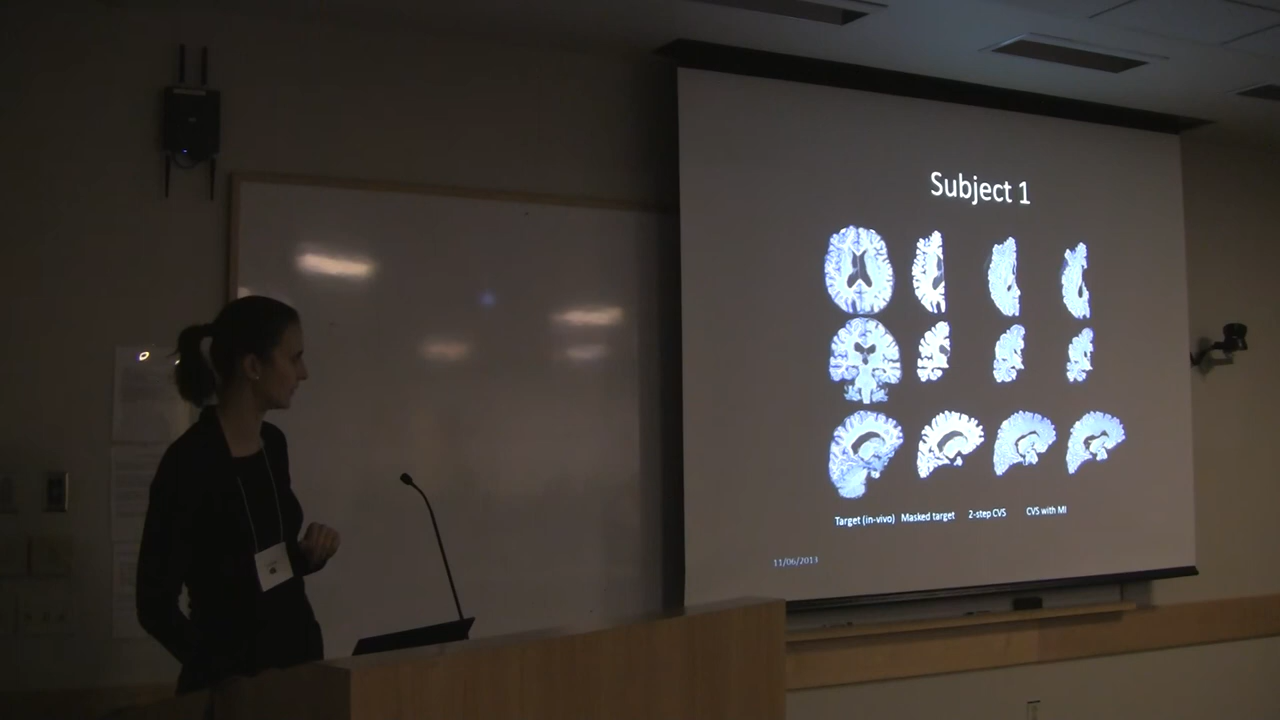 Subject 1
Target (in-vivo) Masked target 2-step CVS CVS with MI
11/06/2013